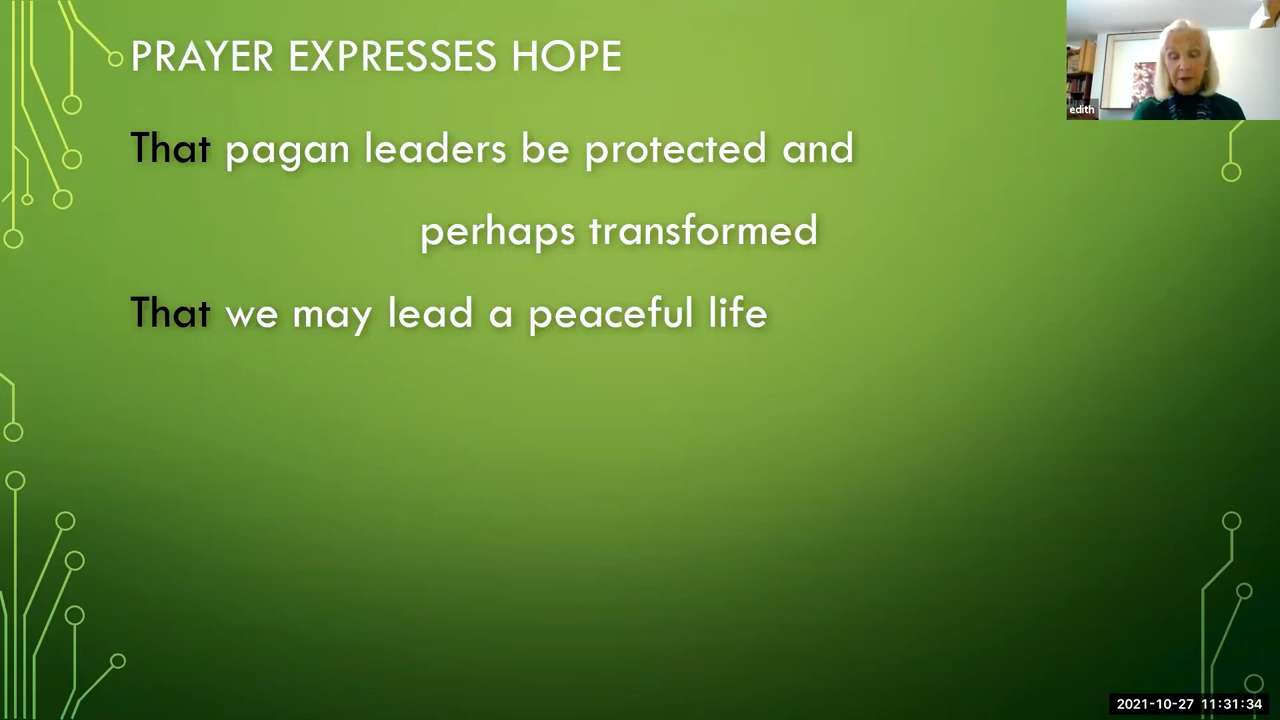 PRAYER EXPRESSES HOPE
edith
That pagan leaders be protected and
perhaps transformed
That we may lead a peaceful life
2021-10-27 11:31:34